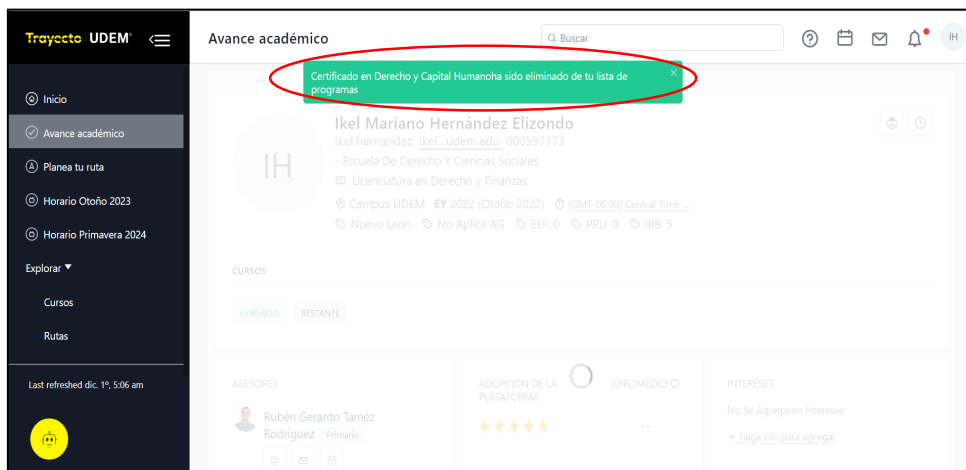 Trayecto UDEM
Avance académico
Buscar
IH
Certificado en Derecho y Capital Humanoha sido eliminado de tu lista de
programas
X
Inicio
Avance académico
Planea tu ruta
Horario Otoño 2023
Horario Primavera 2024
Explorar
Cursos
Rutas
Last refreshed dic. 1º, 5:06 am
IH
Ikel Mariano Hernández Elizondo
ikel.hernandez ikel...udem.edu 000597173
- Escuela De Derecho Y Ciencias Sociales
Licenciatura en Derecho y Finanzas
Campus UDEM EY 2022 (Otoño 2022) (GMT-06:00) Central Time ...
Nuevo León No Aplica AG EEF: 0 PPU: 0 IBB: 5
CURSOS
CURSADO RESTANTE
ASESORES
Rubén Gerardo Taméz
Rodríguez Primario
@
ADOPCIÓN DE LA
PLATAFORMA
CPROMEDIO
--
INTERESES
No Se Agregaron Intereses
+ haga clic para agregar